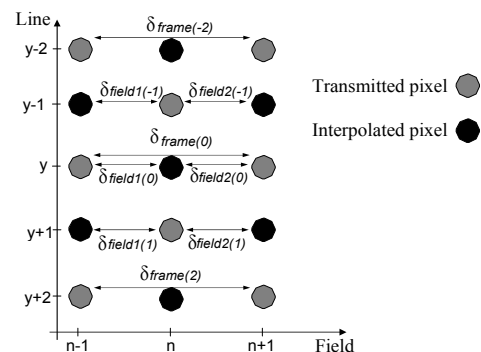 Line
δframe(-2)
y-2
δfield1(-1) δfield2(-1)
y-1
Transmitted pixel
δframe(0)
Interpolated pixel
y
δfield1(0) δfield2(0)
y+1
δfield1(1) δfield2(1)
δframe(2)
y+2
n-1 n n+1 Field